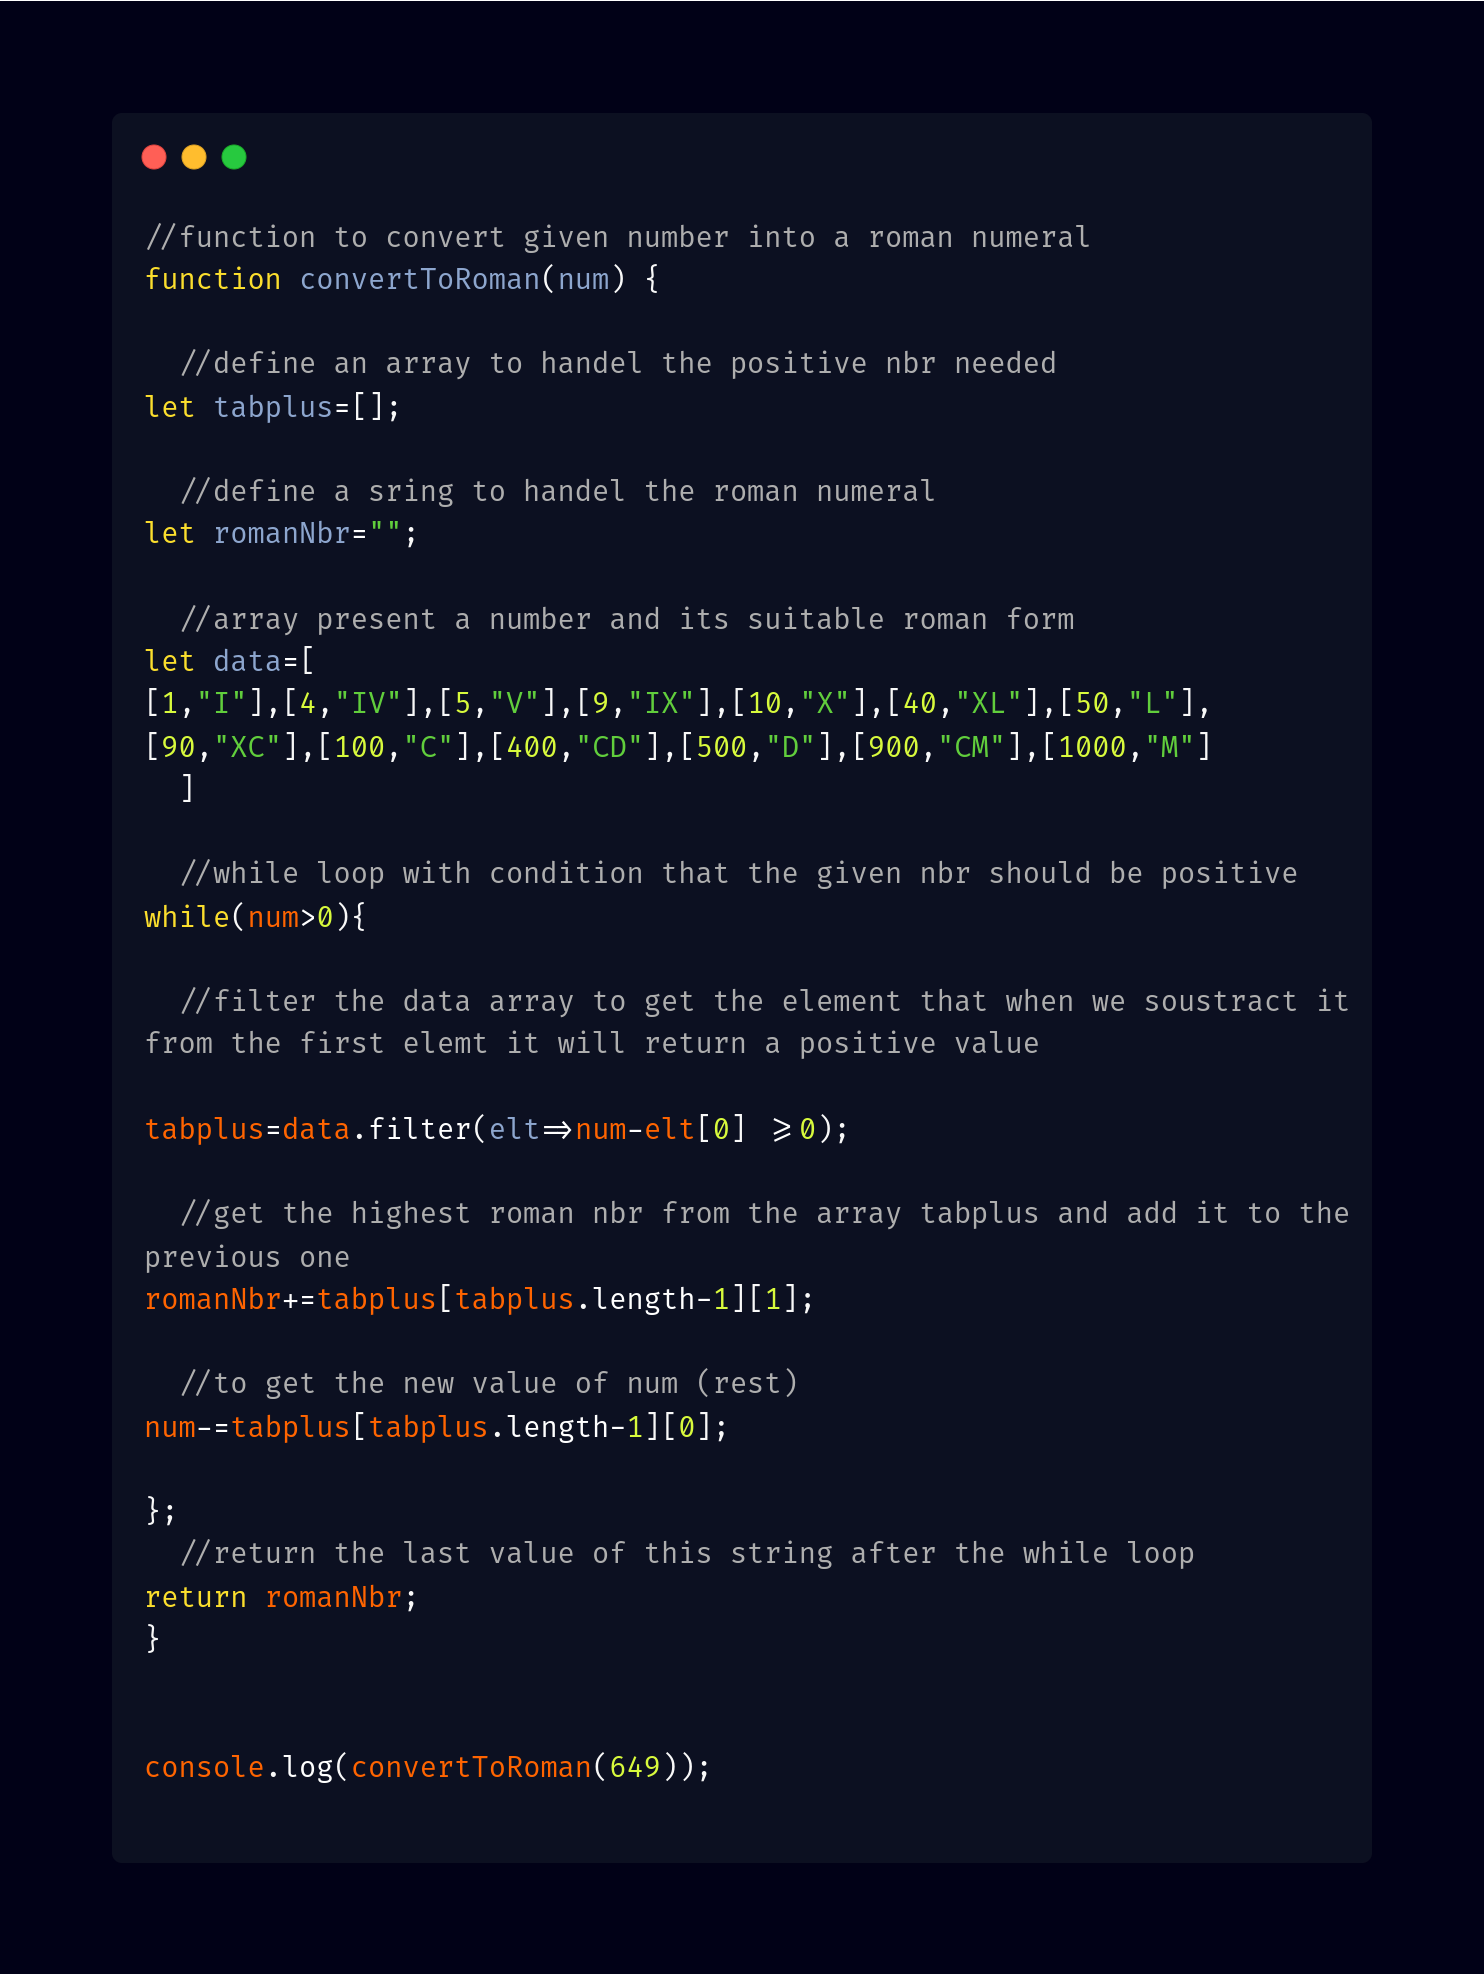 //function to convert given number into a roman numeral
function convertToRoman(num) {
  //define an array to handel the positive nbr needed
let tabplus=[];
  //define a sring to handel the roman numeral
let romanNbr="";
  //array present a number and its suitable roman form
let data=[
[1,"I"],[4,"IV"],[5,"V"],[9,"IX"],[10,"X"],[40,"XL"],[50,"L"],
[90,"XC"],[100,"C"],[400,"CD"],[500,"D"],[900,"CM"],[1000,"M"]
  ]
  //while loop with condition that the given nbr should be positive
while(num>0){
  //filter the data array to get the element that when we soustract it
from the first elemt it will return a positive value
tabplus=data.filter(elt=>num-elt[0] >=0);
  //get the highest roman nbr from the array tabplus and add it to the
previous one
romanNbr+=tabplus[tabplus.length-1][1];
  //to get the new value of num (rest)
num-=tabplus[tabplus.length-1][0];
};
  //return the last value of this string after the while loop
return romanNbr;
}
console.log(convertToRoman(649));